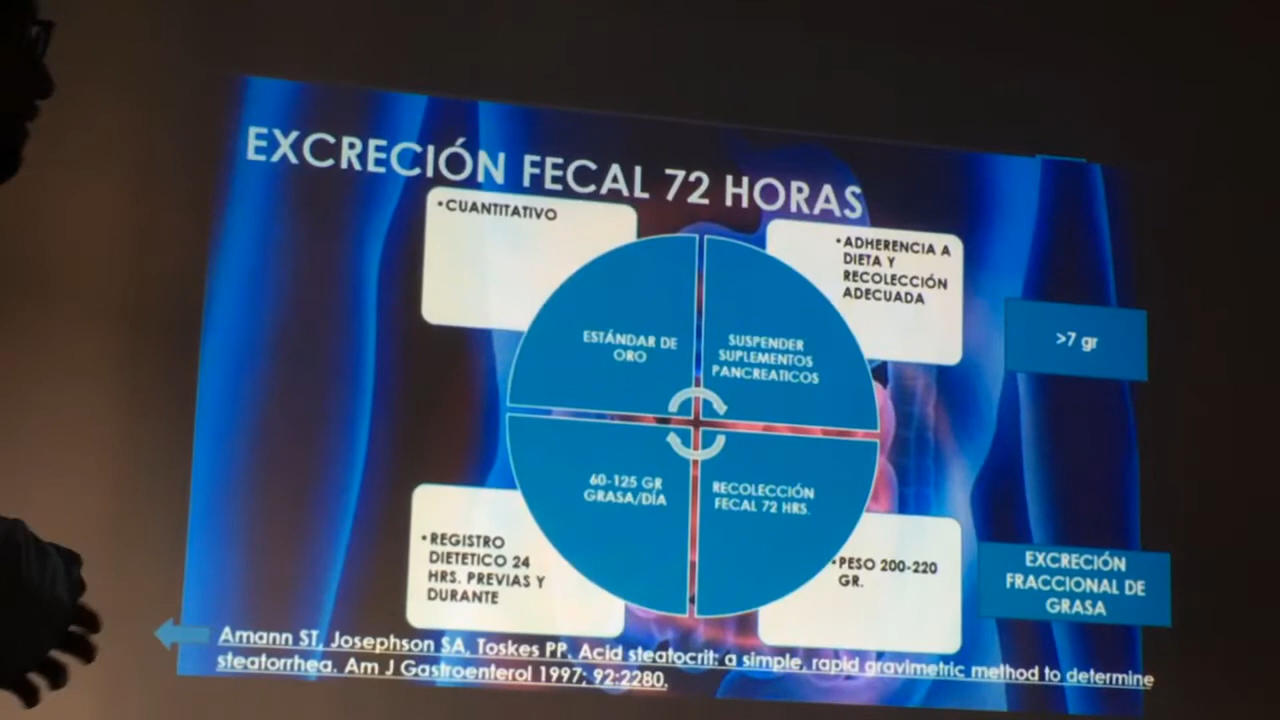 EXCRECIÓN FECAL 72 HORAS
•CUANTITATIVO
•ADHERENCIA A
DIETA Y
RECOLECCIÓN
ADECUADA
ESTÁNDAR DE
ORO
SUSPENDER
SUPLEMENTOS
PANCREATICOS
>7 gr
60-125 GR
GRASA/DÍA
RECOLECCIÓN
FECAL 72 HRS.
•REGISTRO
DIETETICO 24
HRS. PREVIAS Y
DURANTE
•PESO 200-220
GR.
EXCRECIÓN
FRACCIONAL DE
GRASA
Amann ST, Josephson SA, Toskes PP. Acid steatocrit: a simple, rapid gravimetric method to determine
steatorrhea. Am J Gastroenterol 1997; 92:2280.